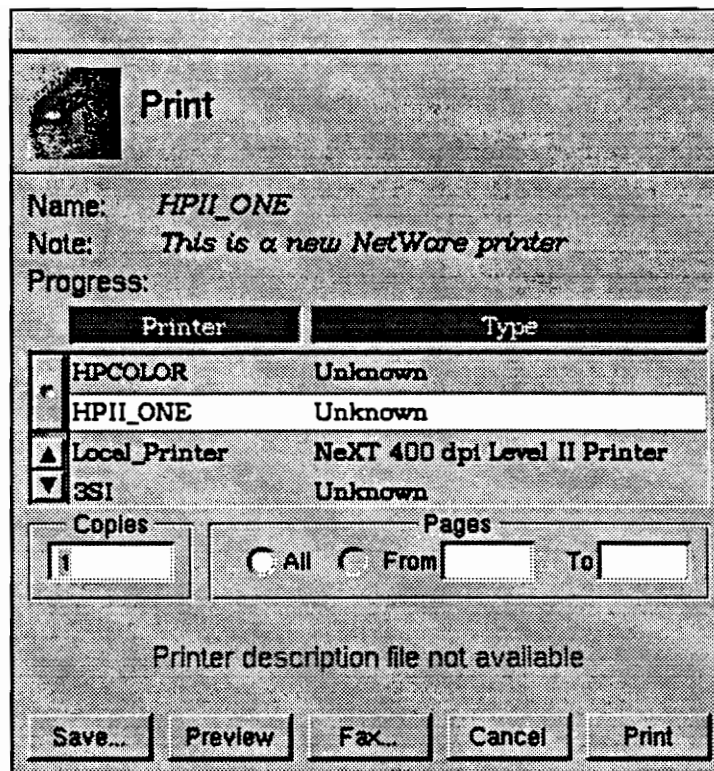 Print
Name: HPII_ONE
Note: This is a new NetWare printer
Progress:
Printer Type
HPCOLOR Unknown
HPII_ONE Unknown
Local_Printer NeXT 400 dpi Level II Printer
3SI Unknown
Copies Pages
1 All From To
Printer description file not available
Save... Preview Fax... Cancel Print